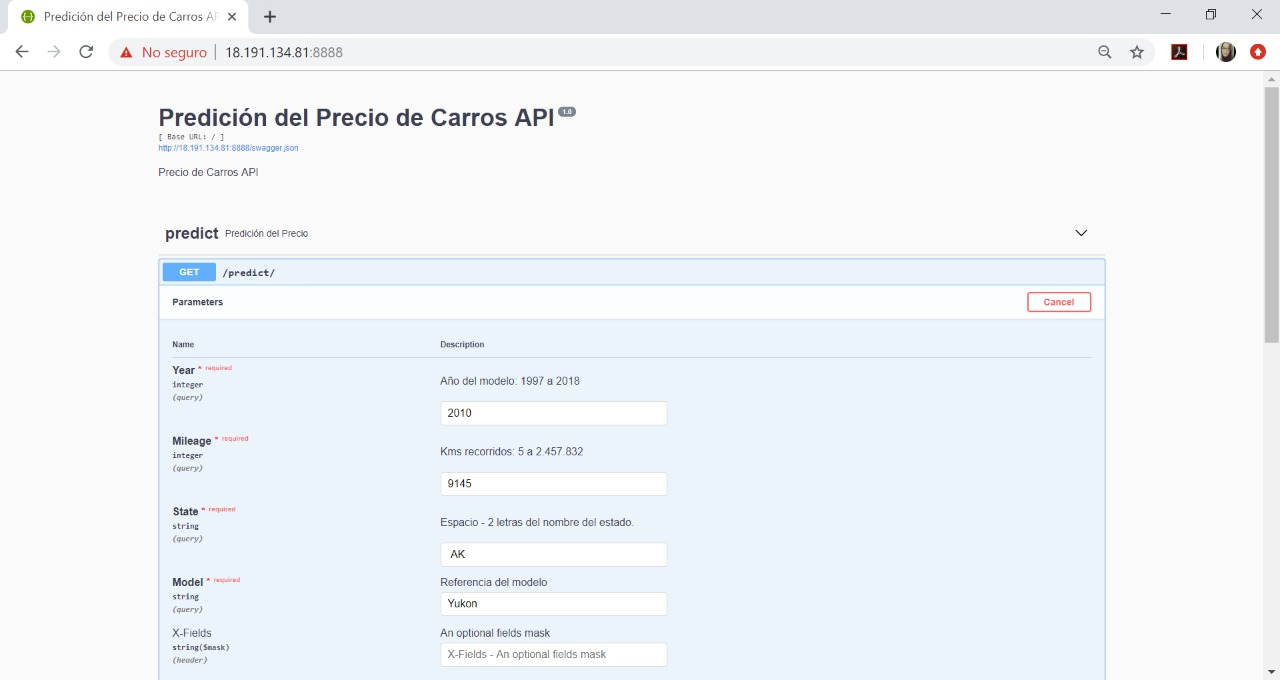 Predición del Precio de Carros AF
No seguro | 18.191.134.81:8888
Predición del Precio de Carros API 1.0
[ Base URL: / ]
http://18.191.134.81:8888/swagger.json
Precio de Carros API
predict Predición del Precio
GET /predict/
Parameters
Cancel
Name Description
Year * required
integer
(query)
Año del modelo: 1997 a 2018
2010
Mileage * required
integer
(query)
Kms recorridos: 5 a 2.457.832
9145
State * required
string
(query)
Espacio - 2 letras del nombre del estado.
AK
Model * required
string
(query)
Referencia del modelo
Yukon
X-Fields
string($mask)
(header)
An optional fields mask
X-Fields - An optional fields mask